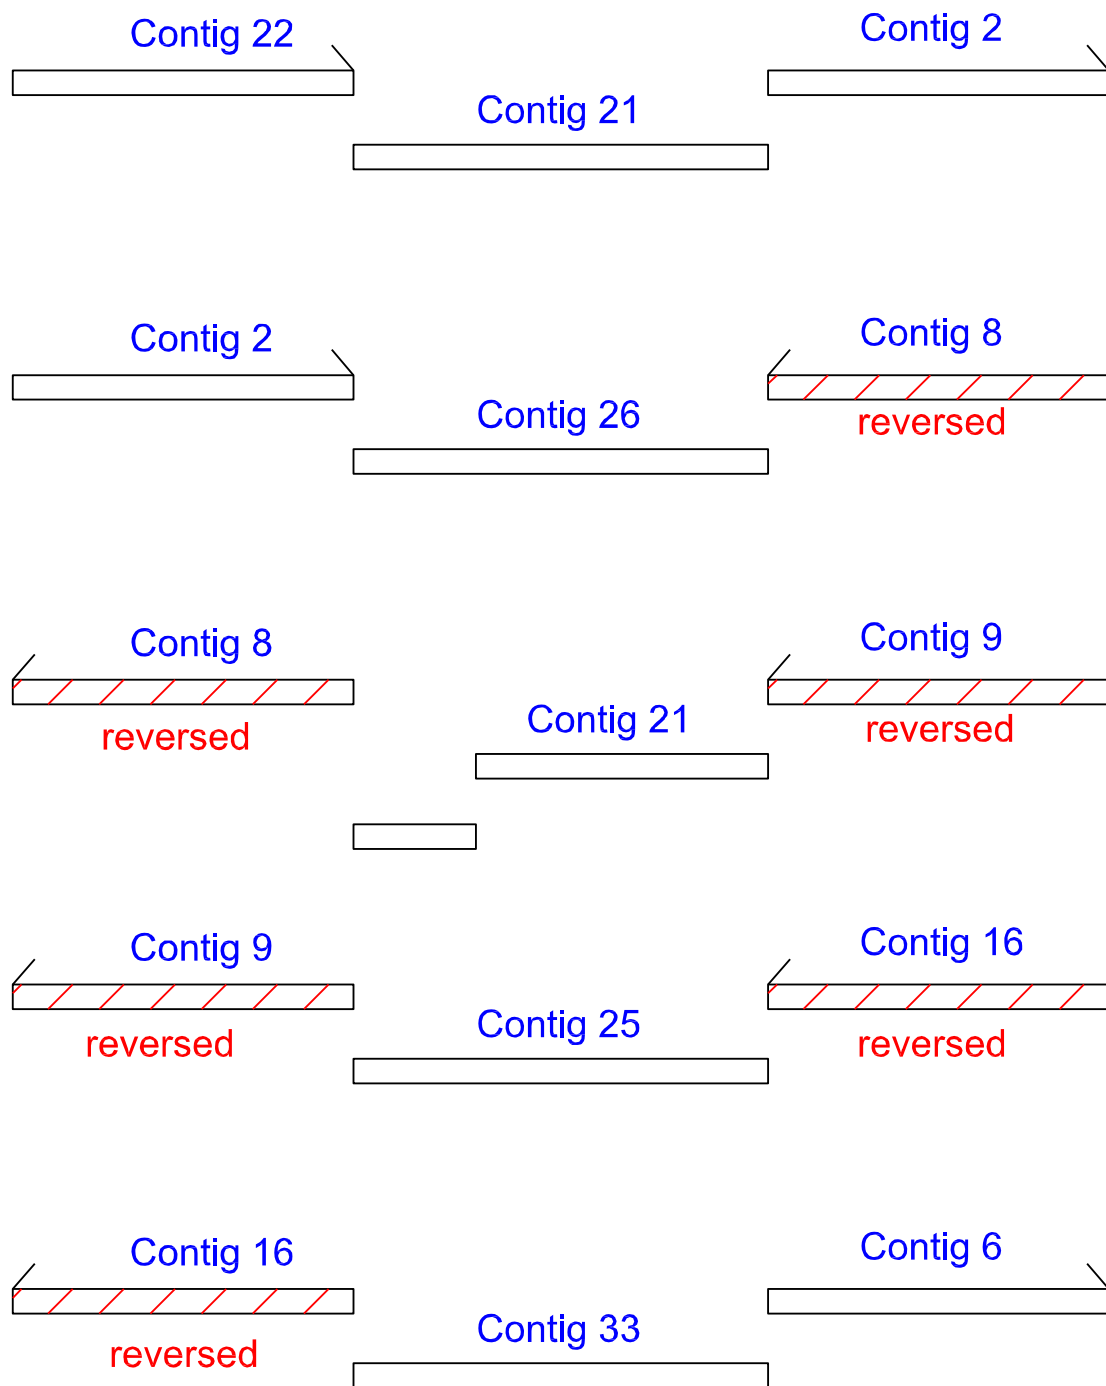 Contig 22
Contig 2
Contig 21
Contig 2
Contig 8
Contig 26
reversed
Contig 8
Contig 9
reversed
Contig 21
reversed
Contig 9
Contig 16
reversed
Contig 25
reversed
Contig 16
Contig 6
reversed
Contig 33